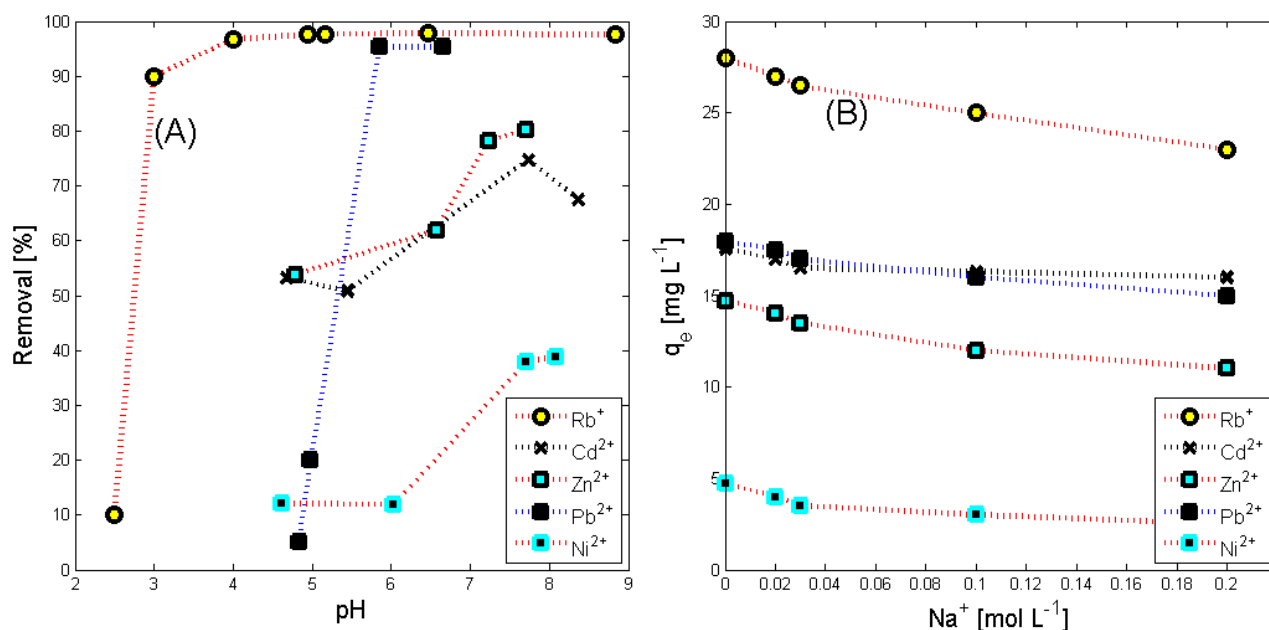 100
90
80
70
60
50
40
30
20
10
0
Removal [%]
(A)
2 3 4 5 6 7 8 9
pH
Rb⁺
Cd²⁺
Zn²⁺
Pb²⁺
Ni²⁺
30
25
20
15
10
5
0
qₑ [mg L⁻¹]
(B)
0 0.02 0.04 0.06 0.08 0.1 0.12 0.14 0.16 0.18 0.2
Na⁺ [mol L⁻¹]
Rb⁺
Cd²⁺
Zn²⁺
Pb²⁺
Ni²⁺